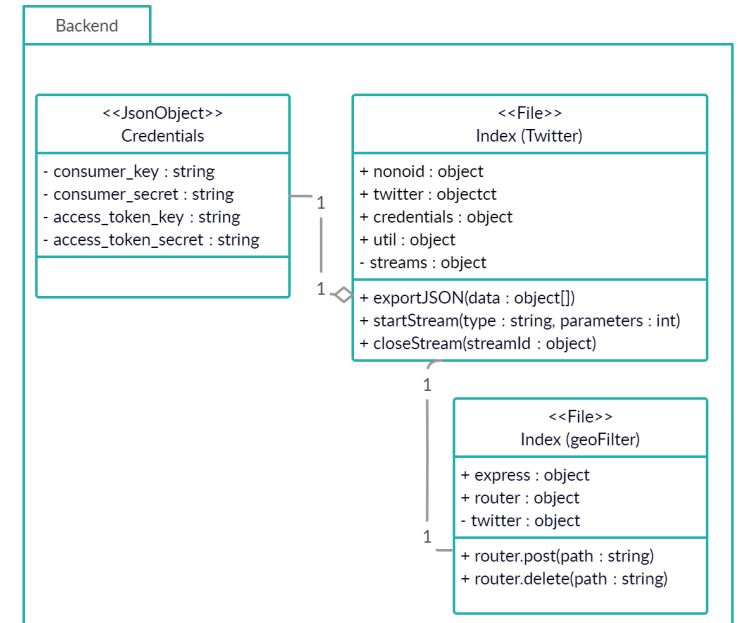 Backend
<<JsonObject>>
Credentials
- consumer_key : string
- consumer_secret : string
- access_token_key : string
- access_token_secret : string
<<File>>
Index (Twitter)
+ nonoid : object
+ twitter : objectct
+ credentials : object
+ util : object
- streams : object
+ exportJSON(data : object[])
+ startStream(type : string, parameters : int)
+ closeStream(streamId : object)
1
1
1
1
<<File>>
Index (geoFilter)
+ express : object
+ router : object
- twitter : object
+ router.post(path : string)
+ router.delete(path : string)